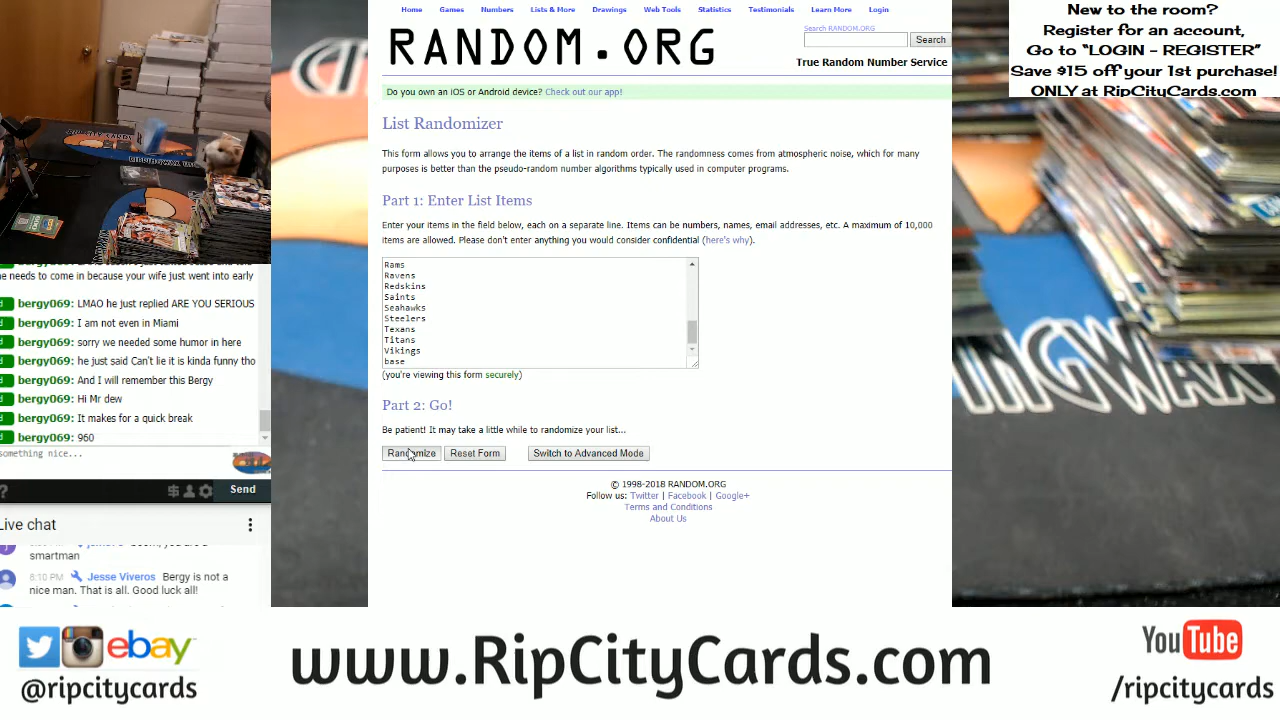 Home Games Numbers Lists & More Drawings Web Tools Statistics Testimonials Learn More Login
RANDOM.ORG
Search RANDOM.ORG
Search
True Random Number Service
Do you own an iOS or Android device? Check out our app!
List Randomizer
This form allows you to arrange the items of a list in random order. The randomness comes from atmospheric noise, which for many
purposes is better than the pseudo-random number algorithms typically used in computer programs.
Part 1: Enter List Items
Enter your items in the field below, each on a separate line. Items can be numbers, names, email addresses, etc. A maximum of 10,000
items are allowed. Please don't enter anything you would consider confidential (here's why).
Rams
Ravens
Redskins
Saints
Seahawks
Steelers
Texans
Titans
Vikings
base
(you're viewing this form securely)
Part 2: Go!
Be patient! It may take a little while to randomize your list...
Randomize Reset Form Switch to Advanced Mode
© 1998-2018 RANDOM.ORG
Follow us: Twitter | Facebook | Google+
Terms and Conditions
About Us
New to the room?
Register for an account,
Go to "LOGIN - REGISTER"
Save $15 off your 1st purchase!
ONLY at RipCityCards.com
RIP CITY CARDS
RIPPINGWAX
NGWAX
he needs to come in because your wife just went into early
bergy069: LMAO he just replied ARE YOU SERIOUS
bergy069: I am not even in Miami
bergy069: sorry we needed some humor in here
bergy069: he just said Can't lie it is kinda funny tho
bergy069: And I will remember this Bergy
bergy069: Hi Mr dew
bergy069: It makes for a quick break
bergy069: 960
something nice...
? Send
Live chat
smartman
8:10 PM Jesse Viveros Bergy is not a
nice man. That is all. Good luck all!
ebay
@ripcitycards
www.RipCityCards.com
YouTube
/ripcitycards